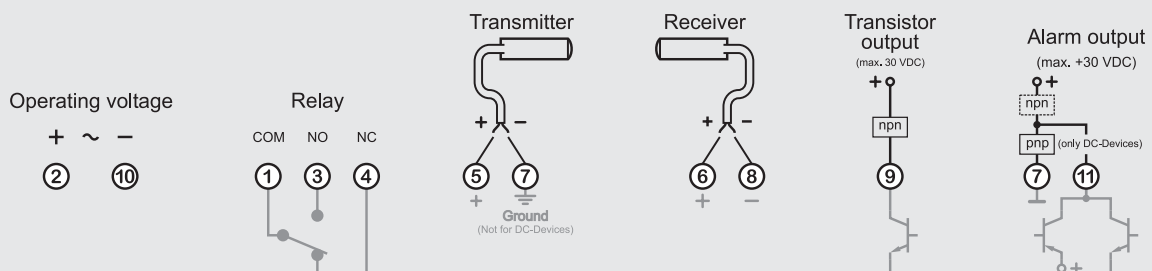 Operating voltage
+ ~ −
2 10
Relay
COM NO NC
1 3 4
Transmitter
+ −
5 7
+
Ground
(Not for DC-Devices)
Receiver
+ −
6 8
+ −
Transistor
output
(max. 30 VDC)
+
npn
9
Alarm output
(max. +30 VDC)
+
npn
pnp (only DC-Devices)
7 11
+